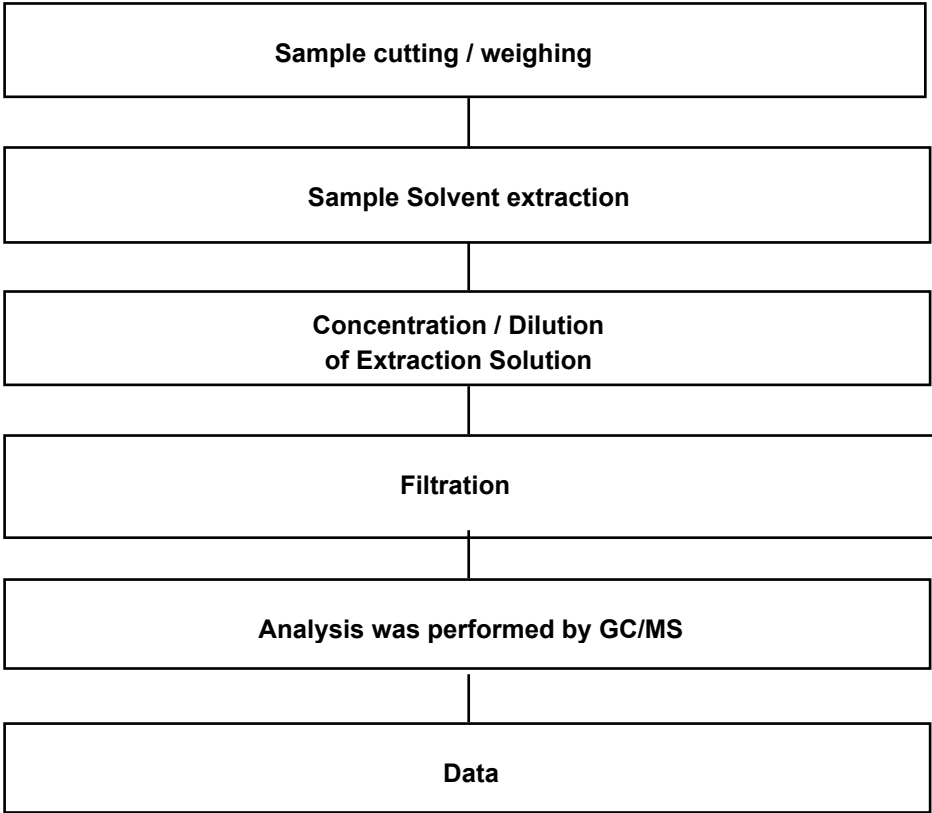 Sample cutting / weighing
Sample Solvent extraction
Concentration / Dilution
of Extraction Solution
Filtration
Analysis was performed by GC/MS
Data